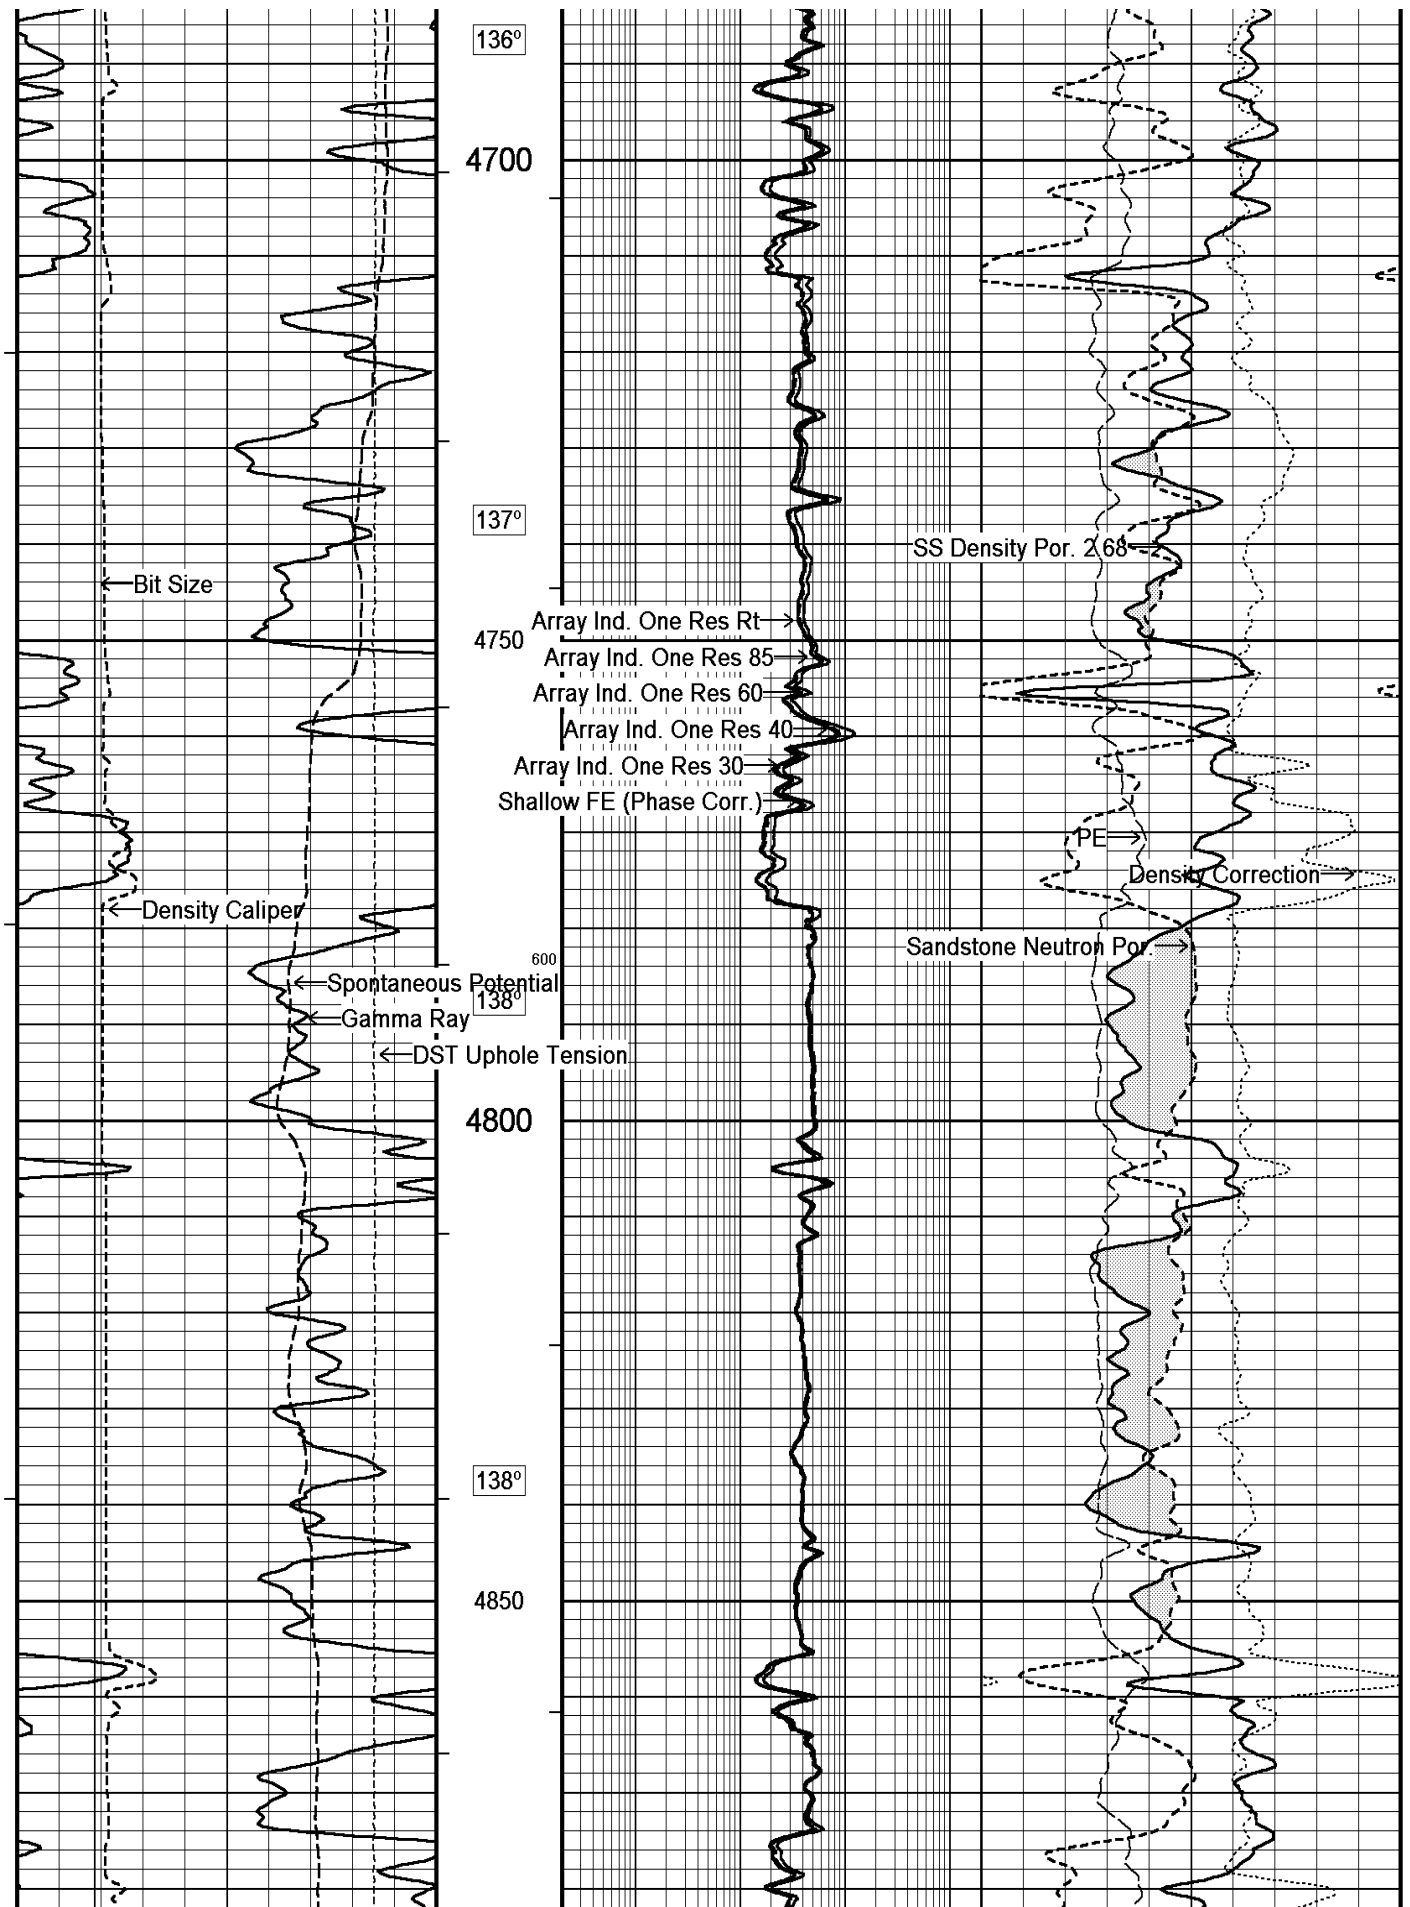 136º
4700
137º
SS Density Por. 2.68
Bit Size
Array Ind. One Res Rt
4750
Array Ind. One Res 85
Array Ind. One Res 60
Array Ind. One Res 40
Array Ind. One Res 30
Shallow FE (Phase Corr.)
PE
Density Correction
Density Caliper
Sandstone Neutron Por.
600
Spontaneous Potential
138º
Gamma Ray
DST Uphole Tension
4800
138º
4850